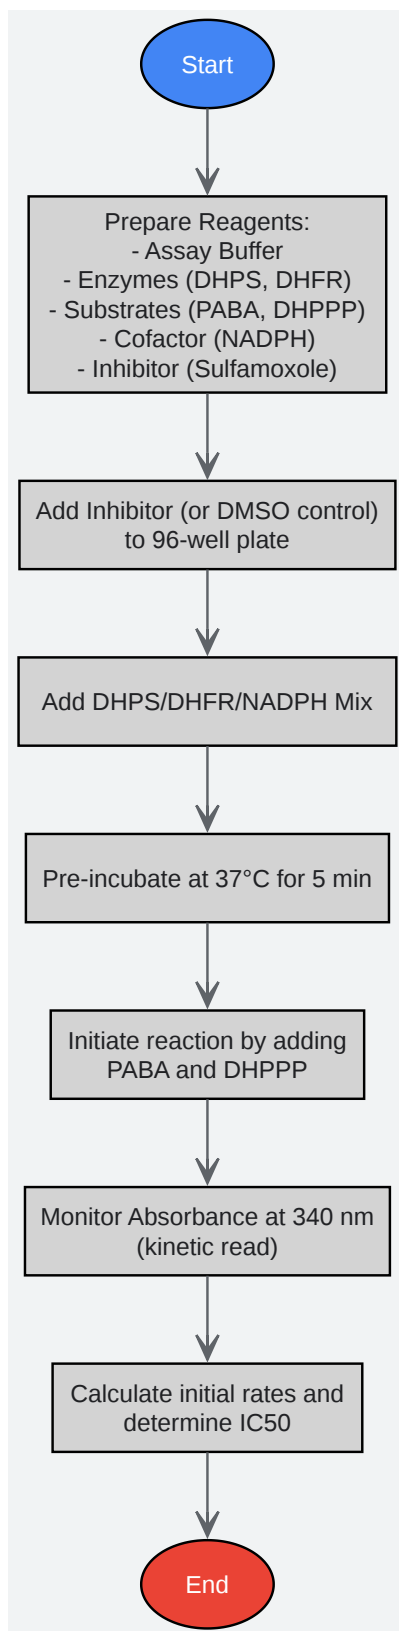 Start
Prepare Reagents:
- Assay Buffer
- Enzymes (DHPS, DHFR)
- Substrates (PABA, DHPPP)
- Cofactor (NADPH)
- Inhibitor (Sulfamoxole)
Add Inhibitor (or DMSO control)
to 96-well plate
Add DHPS/DHFR/NADPH Mix
Pre-incubate at 37°C for 5 min
Initiate reaction by adding
PABA and DHPPP
Monitor Absorbance at 340 nm
(kinetic read)
Calculate initial rates and
determine IC50
End